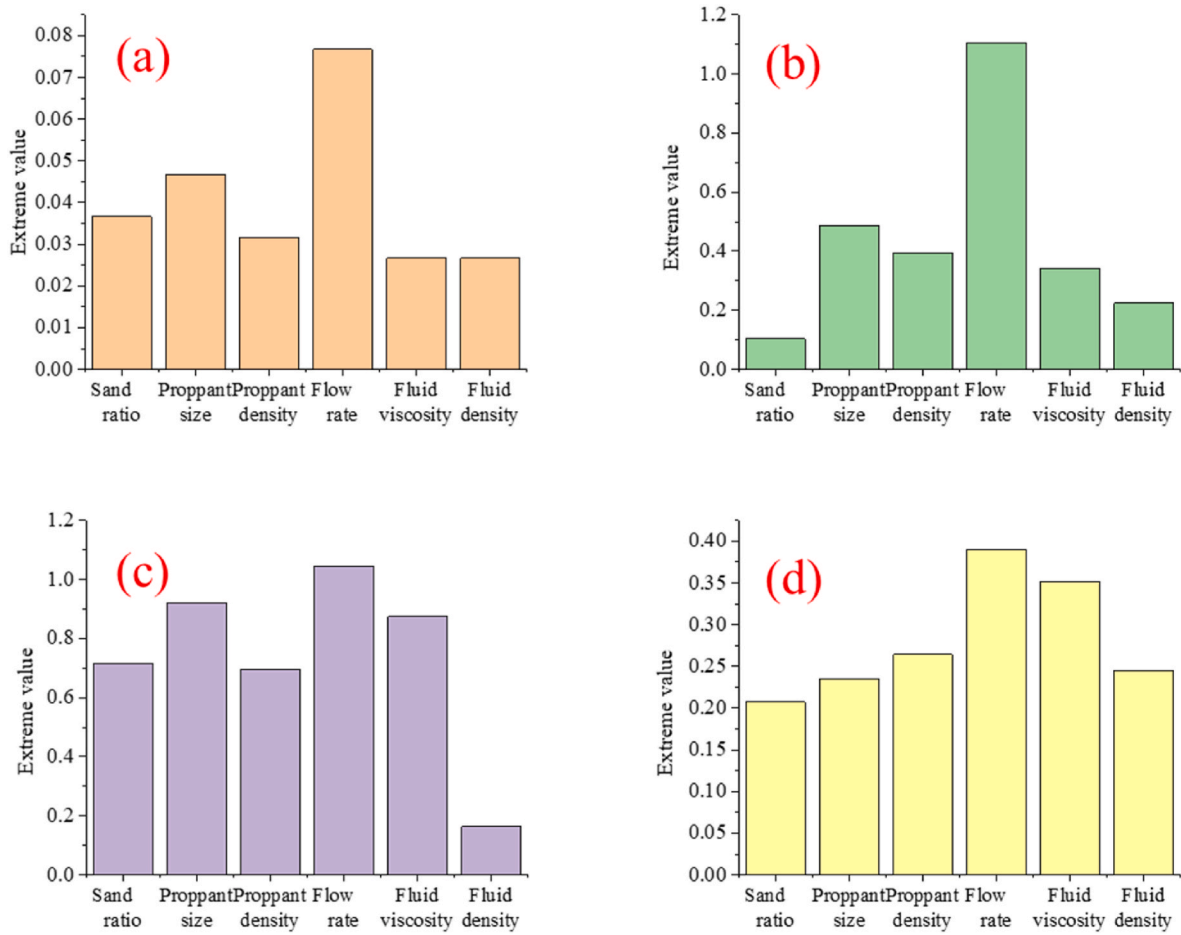 (a)
Extreme value
0.08
0.07
0.06
0.05
0.04
0.03
0.02
0.01
0.00
Sand Proppant Proppant Flow Fluid Fluid
ratio size density rate viscosity density
(b)
Extreme value
1.2
1.0
0.8
0.6
0.4
0.2
0.0
Sand Proppant Proppant Flow Fluid Fluid
ratio size density rate viscosity density
(c)
Extreme value
1.2
1.0
0.8
0.6
0.4
0.2
0.0
Sand Proppant Proppant Flow Fluid Fluid
ratio size density rate viscosity density
(d)
Extreme value
0.40
0.35
0.30
0.25
0.20
0.15
0.10
0.05
0.00
Sand Proppant Proppant Flow Fluid Fluid
ratio size density rate viscosity density